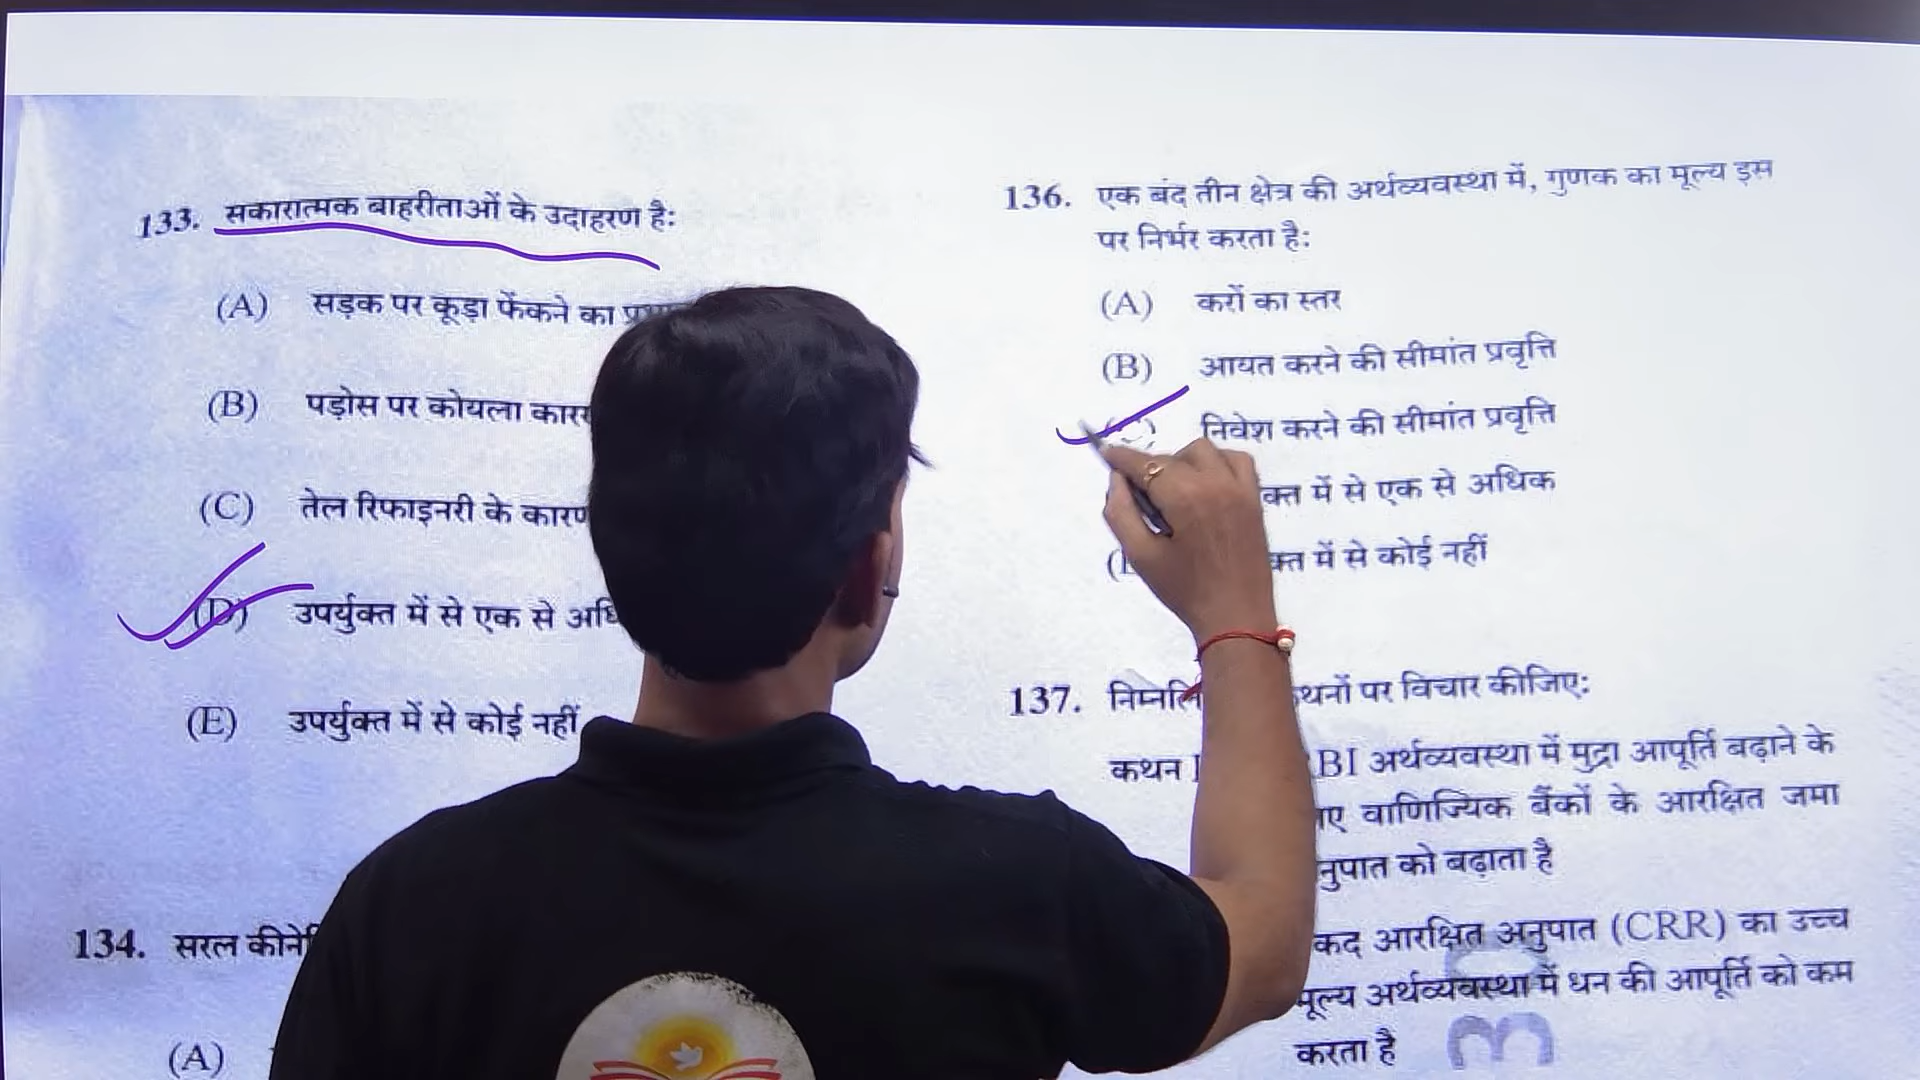 133. सकारात्मक बाहरीताओं के उदाहरण है:
(A) सड़क पर कूड़ा फेंकने का
(B) पड़ोस पर कोयला
(C) तेल रिफाइनरी के कारण
(D) उपर्युक्त में से एक से
(E) उपर्युक्त में से कोई नहीं
134. सरल
(A)
136. एक बंद तीन क्षेत्र की अर्थव्यवस्था में, गुणक का मूल्य इस
पर निर्भर करता है:
(A) करों का स्तर
(B) आयत करने की सीमांत प्रवृत्ति
(C) निवेश करने की सीमांत प्रवृत्ति
में से एक से अधिक
में से कोई नहीं
137. पर विचार कीजिए:
कथन BI अर्थव्यवस्था में मुद्रा आपूर्ति बढ़ाने के
वाणिज्यिक बैंकों के आरक्षित जमा
को बढ़ाता है
आरक्षित अनुपात (CRR) का उच्च
मूल्य अर्थव्यवस्था में धन की आपूर्ति को कम
करता है